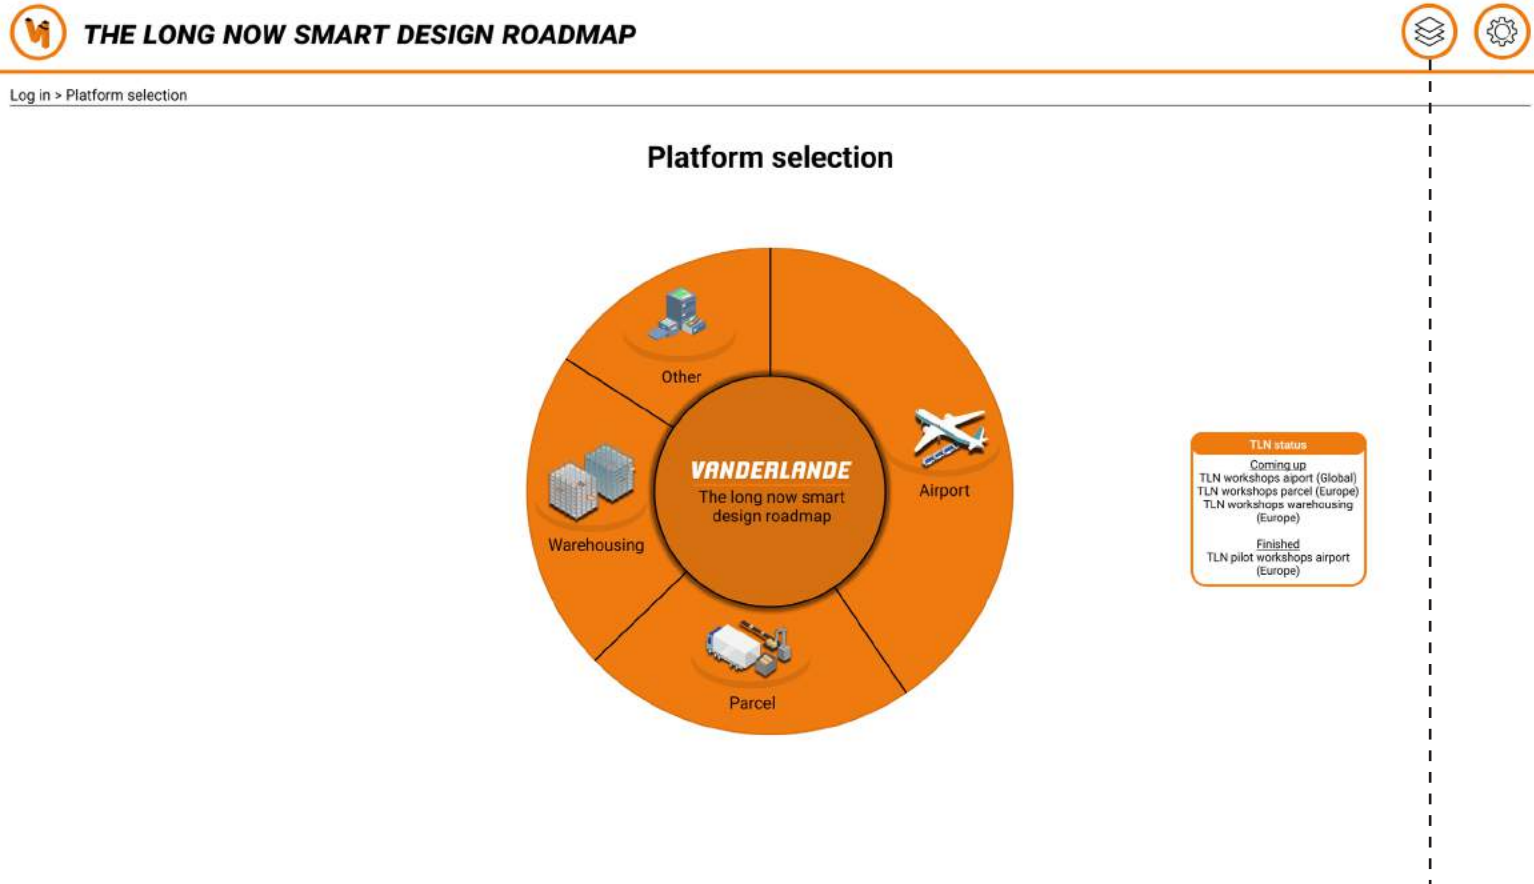 THE LONG NOW SMART DESIGN ROADMAP
Log in > Platform selection
Platform selection
Other
Airport
Warehousing
Parcel
VANDERLANDE
The long now smart
design roadmap
TLN status
Coming up
TLN workshops aiport (Global)
TLN workshops parcel (Europe)
TLN workshops warehousing
(Europe)
Finished
TLN pilot workshops airport
(Europe)